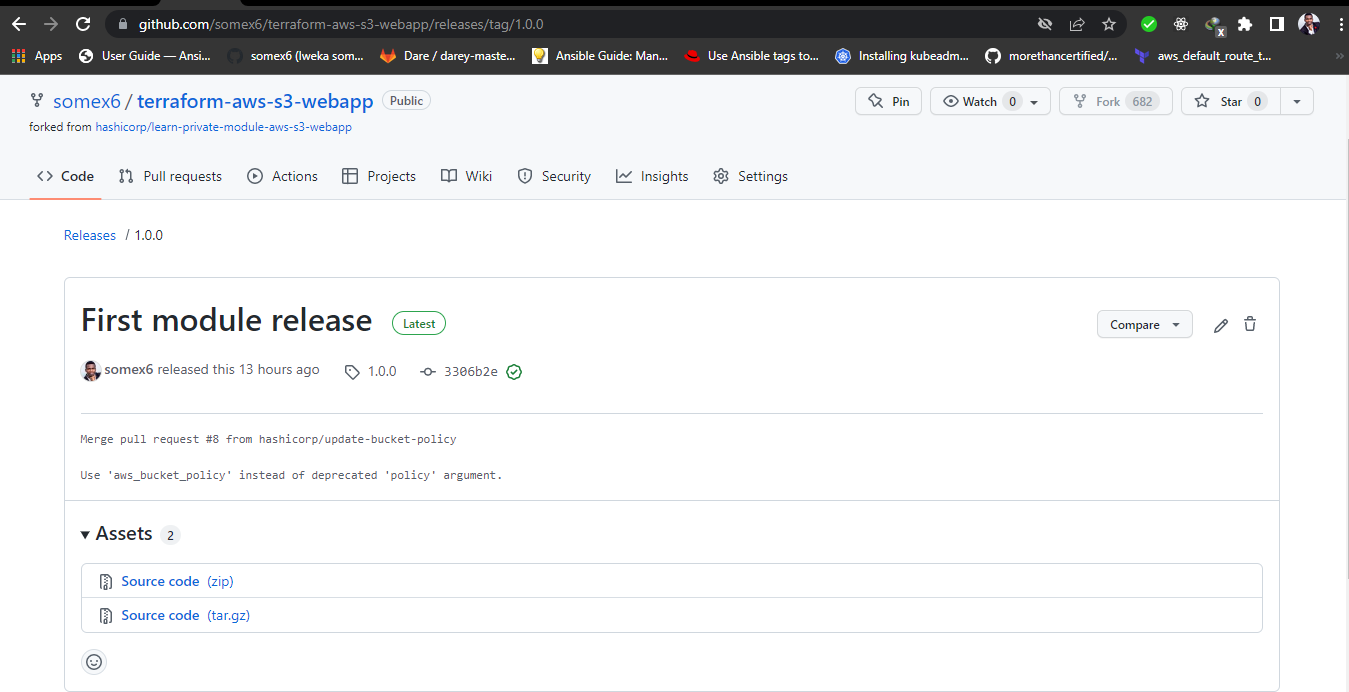 github.com/somex6/terraform-aws-s3-webapp/releases/tag/1.0.0
Apps User Guide — Ansi... somex6 (Iweka som... Dare / darey-maste... Ansible Guide: Man... Use Ansible tags to... Installing kubeadm... morethancertified/... aws_default_route_t... »
somex6 / terraform-aws-s3-webapp Public Pin Watch 0 Fork 682 Star 0
forked from hashicorp/learn-private-module-aws-s3-webapp
Code Pull requests Actions Projects Wiki Security Insights Settings
Releases / 1.0.0
First module release Latest Compare
somex6 released this 13 hours ago 1.0.0 3306b2e
Merge pull request #8 from hashicorp/update-bucket-policy
Use 'aws_bucket_policy' instead of deprecated 'policy' argument.
Assets 2
Source code (zip)
Source code (tar.gz)